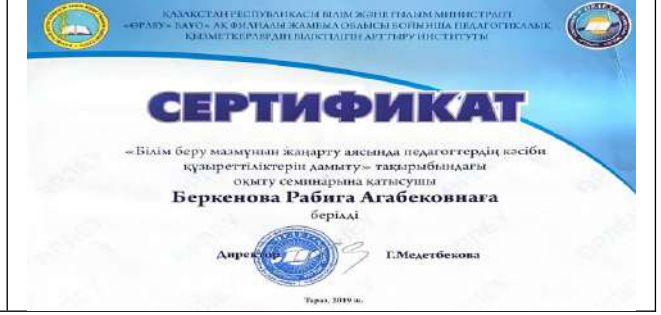 ҚАЗАҚСТАН РЕСПУБЛИКАСЫ БІЛІМ ЖӘНЕ ҒЫЛЫМ МИНИСТРЛІГІ
«ӨРЛЕУ» БАҰО» АҚ ФИЛИАЛЫ ЖАМБЫЛ ОБЛЫСЫ БОЙЫНША ПЕДАГОГИКАЛЫҚ
ҚЫЗМЕТКЕРЛЕРДІҢ БІЛІКТІЛІГІН АРТТЫРУ ИНСТИТУТЫ
СЕРТИФИКАТ
«Білім беру мазмұнын жаңарту аясында педагогтердің кәсіби
құзыреттіліктерін дамыту» тақырыбындағы
оқыту семинарына қатысушы
Беркенова Рабига Агабековнаға
берілді
Директор Г.Медетбекова
Тараз, 2019 ж.